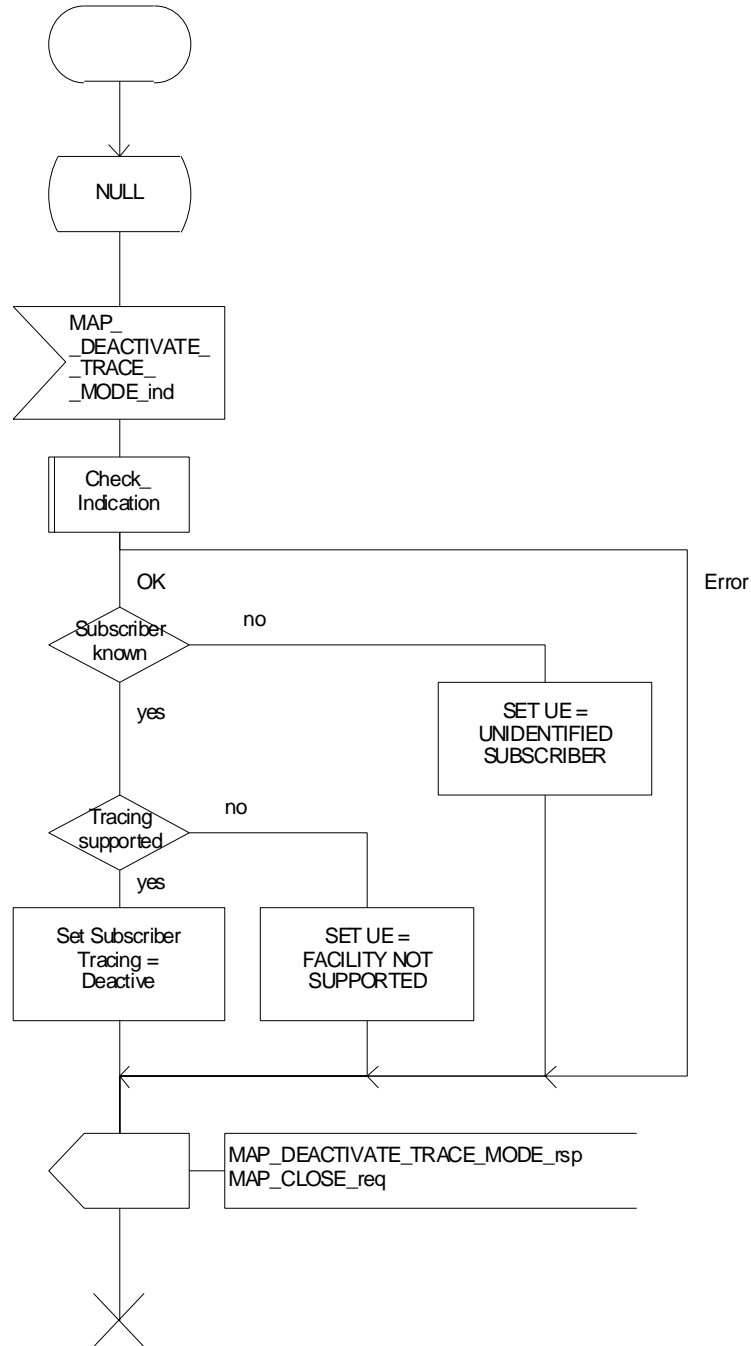 NULL
MAP_
_DEACTIVATE_
_TRACE_
_MODE_ind
Check_
Indication
OK
Error
Subscriber
known
no
yes
SET UE =
UNIDENTIFIED
SUBSCRIBER
Tracing
supported
no
yes
Set Subscriber
Tracing =
Deactive
SET UE =
FACILITY NOT
SUPPORTED
MAP_DEACTIVATE_TRACE_MODE_rsp
MAP_CLOSE_req